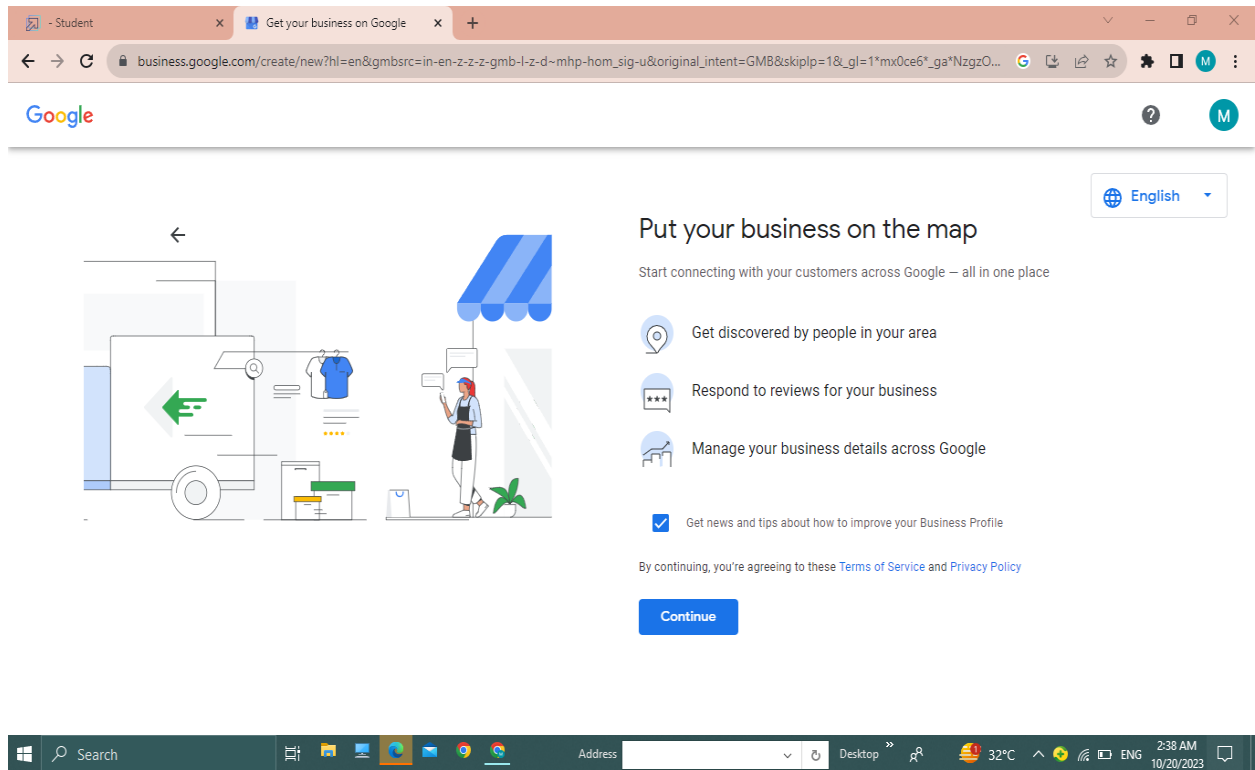 - Student
Get your business on Google
business.google.com/create/new?hl=en&gmbsrc=in-en-z-z-z-gmb-l-z-d~mhp-hom_sig-u&original_intent=GMB&skiplp=1&_gl=1*mx0ce6*_ga*NzgzO...
G
M
Google
M
English
Put your business on the map
Start connecting with your customers across Google — all in one place
Get discovered by people in your area
Respond to reviews for your business
Manage your business details across Google
Get news and tips about how to improve your Business Profile
By continuing, you're agreeing to these Terms of Service and Privacy Policy
Continue
Search
Address
Desktop
1
32°C
ENG
2:38 AM
10/20/2023